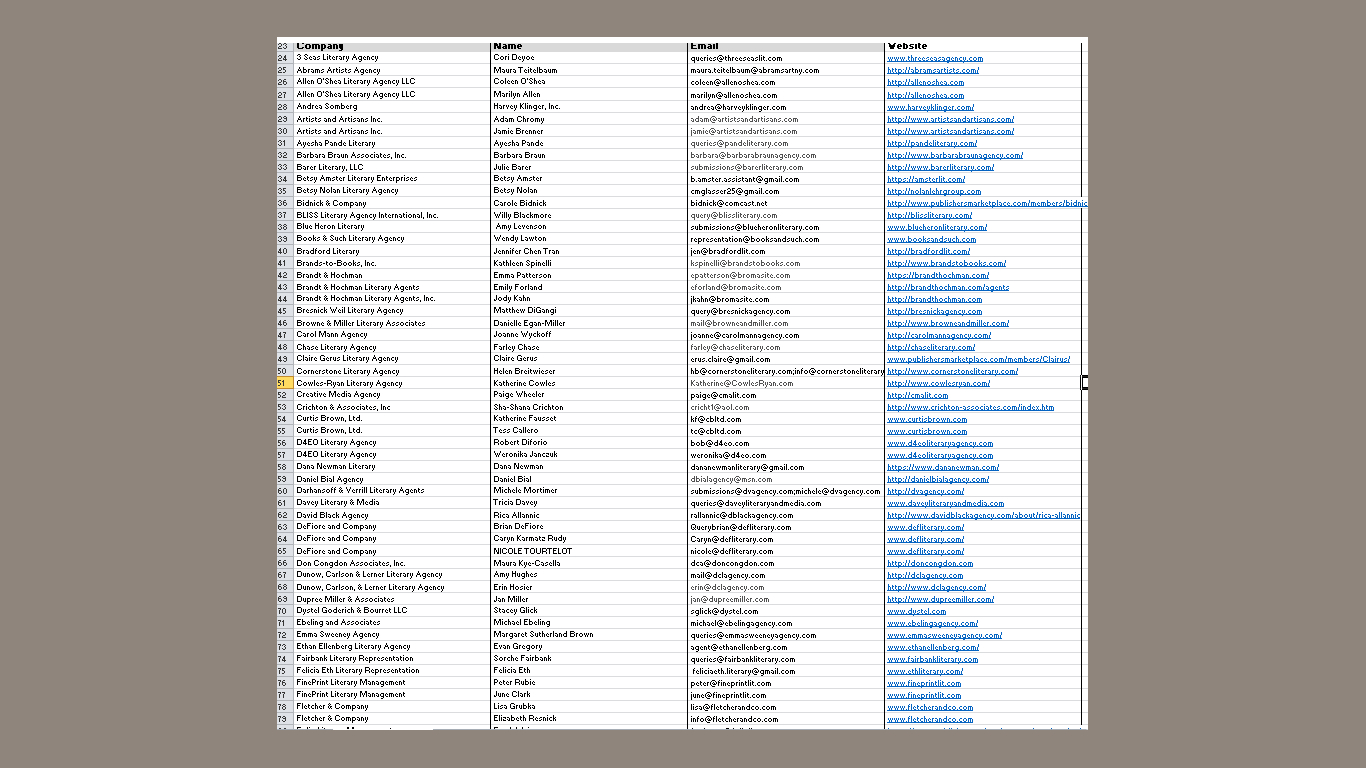 23 Company Name Email Website
24 3 Seas Literary Agency Cori Deyoe queries@threeseaslit.com www.threeseasagency.com
25 Abrams Artists Agency Maura Teitelbaum maura.teitelbaum@abramsartny.com http://abramsartists.com/
26 Allen O'Shea Literary Agency LLC Coleen O'Shea coleen@allenoshea.com http://allenoshea.com
27 Allen O'Shea Literary Agency LLC Marilyn Allen marilyn@allenoshea.com http://allenoshea.com
28 Andrea Somberg Harvey Klinger, Inc. andrea@harveyklinger.com www.harveyklinger.com/
29 Artists and Artisans Inc. Adam Chromy adam@artistsandartisans.com http://www.artistsandartisans.com/
30 Artists and Artisans Inc. Jamie Brenner jamie@artistsandartisans.com http://www.artistsandartisans.com/
31 Ayesha Pande Literary Ayesha Pande queries@pandeliterary.com http://pandeliterary.com/
32 Barbara Braun Associates, Inc. Barbara Braun barbara@barbarabraunagency.com http://www.barbarabraunagency.com/
33 Barer Literary, LLC Julie Barer submissions@barerliterary.com http://www.barerliterary.com/
34 Betsy Amster Literary Enterprises Betsy Amster b.amster.assistant@gmail.com https://amsterlit.com/
35 Betsy Nolan Literary Agency Betsy Nolan cmglasser25@gmail.com http://nolanlehrgroup.com
36 Bidnick & Company Carole Bidnick bidnick@comcast.net http://www.publishersmarketplace.com/members/bidnic
37 BLISS Literary Agency International, Inc. Willy Blackmore query@blissliterary.com http://blissliterary.com/
38 Blue Heron Literary Amy Levenson submissions@blueheronliterary.com www.blueheronliterary.com/
39 Books & Such Literary Agency Wendy Lawton representation@booksandsuch.com www.booksandsuch.com
40 Bradford Literary Jennifer Chen Tran jen@bradfordlit.com http://bradfordlit.com/
41 Brands-to-Books, Inc. Kathleen Spinelli kspinelli@brandstobooks.com http://www.brandstobooks.com/
42 Brandt & Hochman Emma Patterson epatterson@bromasite.com https://brandthochman.com/
43 Brandt & Hochman Literary Agents Emily Forland eforland@bromasite.com http://brandthochman.com/agents
44 Brandt & Hochman Literary Agents, Inc. Jody Kahn jkahn@bromasite.com http://brandthochman.com
45 Bresnick Weil Literary Agency Matthew DiGangi query@bresnickagency.com http://bresnickagency.com
46 Browne & Miller Literary Associates Danielle Egan-Miller mail@browneandmiller.com http://www.browneandmiller.com/
47 Carol Mann Agency Joanne Wyckoff joanne@carolmannagency.com http://carolmannagency.com/
48 Chase Literary Agency Farley Chase farley@chaseliterary.com http://chaseliterary.com/
49 Claire Gerus Literary Agency Claire Gerus erus.claire@gmail.com www.publishersmarketplace.com/members/Clairus/
50 Cornerstone Literary Agency Helen Breitwieser hb@cornerstoneliterary.com;info@cornerstoneliterary http://www.cornerstoneliterary.com/
51 Cowles-Ryan Literary Agency Katherine Cowles Katherine@CowlesRyan.com http://www.cowlesryan.com/
52 Creative Media Agency Paige Wheeler paige@cmalit.com http://cmalit.com
53 Crichton & Associates, Inc Sha-Shana Crichton cricht1@aol.com http://www.crichton-associates.com/index.htm
54 Curtis Brown, Ltd. Katherine Fausset kf@cbltd.com www.curtisbrown.com
55 Curtis Brown, Ltd. Tess Callero tc@cbltd.com www.curtisbrown.com
56 D4EO Literary Agency Robert Diforio bob@d4eo.com www.d4eoliteraryagency.com
57 D4EO Literary Agency Weronika Janczuk weronika@d4eo.com www.d4eoliteraryagency.com
58 Dana Newman Literary Dana Newman dananewmanliterary@gmail.com https://www.dananewman.com/
59 Daniel Bial Agency Daniel Bial dbialagency@msn.com http://danielbialagency.com/
60 Darhansoff & Verrill Literary Agents Michele Mortimer submissions@dvagency.com;michele@dvagency.com http://dvagency.com/
61 Davey Literary & Media Tricia Davey queries@daveyliteraryandmedia.com www.daveyliteraryandmedia.com
62 David Black Agency Rica Allanic rallannic@dblackagency.com http://www.davidblackagency.com/about/rica-allannic
63 DeFiore and Company Brian DeFiore Querybrian@defliterary.com www.defliterary.com/
64 DeFiore and Company Caryn Karmatz Rudy Caryn@defliterary.com www.defliterary.com/
65 DeFiore and Company NICOLE TOURTELOT nicole@defliterary.com www.defliterary.com/
66 Don Congdon Associates, Inc. Maura Kye-Casella dca@doncongdon.com http://doncongdon.com
67 Dunow, Carlson & Lerner Literary Agency Amy Hughes mail@dclagency.com http://dclagency.com
68 Dunow, Carlson, & Lerner Literary Agency Erin Hosier erin@dclagency.com http://www.dclagency.com/
69 Dupree Miller & Associates Jan Miller jan@dupreemiller.com http://www.dupreemiller.com/
70 Dystel Goderich & Bourret LLC Stacey Glick sglick@dystel.com www.dystel.com
71 Ebeling and Associates Michael Ebeling michael@ebelingagency.com www.ebelingagency.com/
72 Emma Sweeney Agency Margaret Sutherland Brown queries@emmasweeneyagency.com www.emmasweeneyagency.com/
73 Ethan Ellenberg Literary Agency Evan Gregory agent@ethanellenberg.com www.ethanellenberg.com/
74 Fairbank Literary Representation Sorche Fairbank queries@fairbankliterary.com www.fairbankliterary.com
75 Felicia Eth Literary Representation Felicia Eth feliciaeth.literary@gmail.com www.ethliterary.com/
76 FinePrint Literary Management Peter Rubie peter@fineprintlit.com www.fineprintlit.com
77 FinePrint Literary Management June Clark june@fineprintlit.com www.fineprintlit.com
78 Fletcher & Company Lisa Grubka lisa@fletcherandco.com www.fletcherandco.com
79 Fletcher & Company Elizabeth Resnick info@fletcherandco.com www.fletcherandco.com